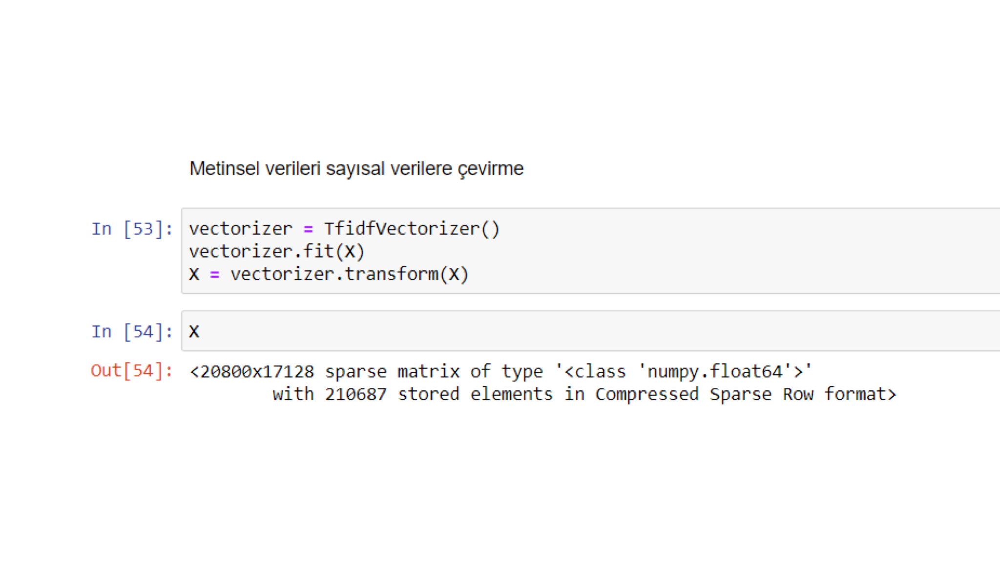 Metinsel verileri sayısal verilere çevirme
In [53]: vectorizer = TfidfVectorizer()
vectorizer.fit(X)
X = vectorizer.transform(X)
In [54]: X
Out[54]: <20800x17128 sparse matrix of type '<class 'numpy.float64'>'
with 210687 stored elements in Compressed Sparse Row format>